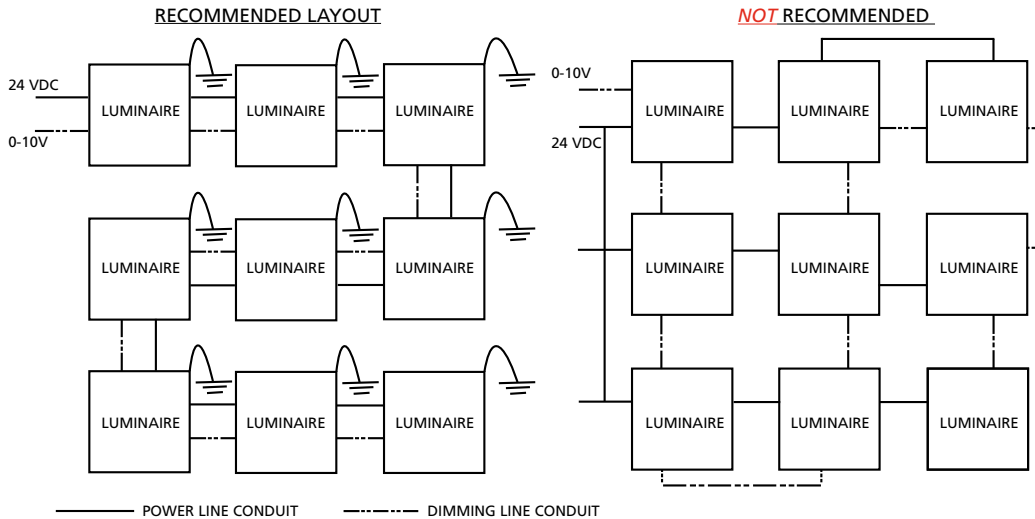 RECOMMENDED LAYOUT
NOT RECOMMENDED
24 VDC
0-10V
LUMINAIRE
LUMINAIRE
LUMINAIRE
LUMINAIRE
LUMINAIRE
LUMINAIRE
LUMINAIRE
LUMINAIRE
LUMINAIRE
0-10V
24 VDC
LUMINAIRE
LUMINAIRE
LUMINAIRE
LUMINAIRE
LUMINAIRE
LUMINAIRE
LUMINAIRE
LUMINAIRE
LUMINAIRE
POWER LINE CONDUIT
DIMMING LINE CONDUIT